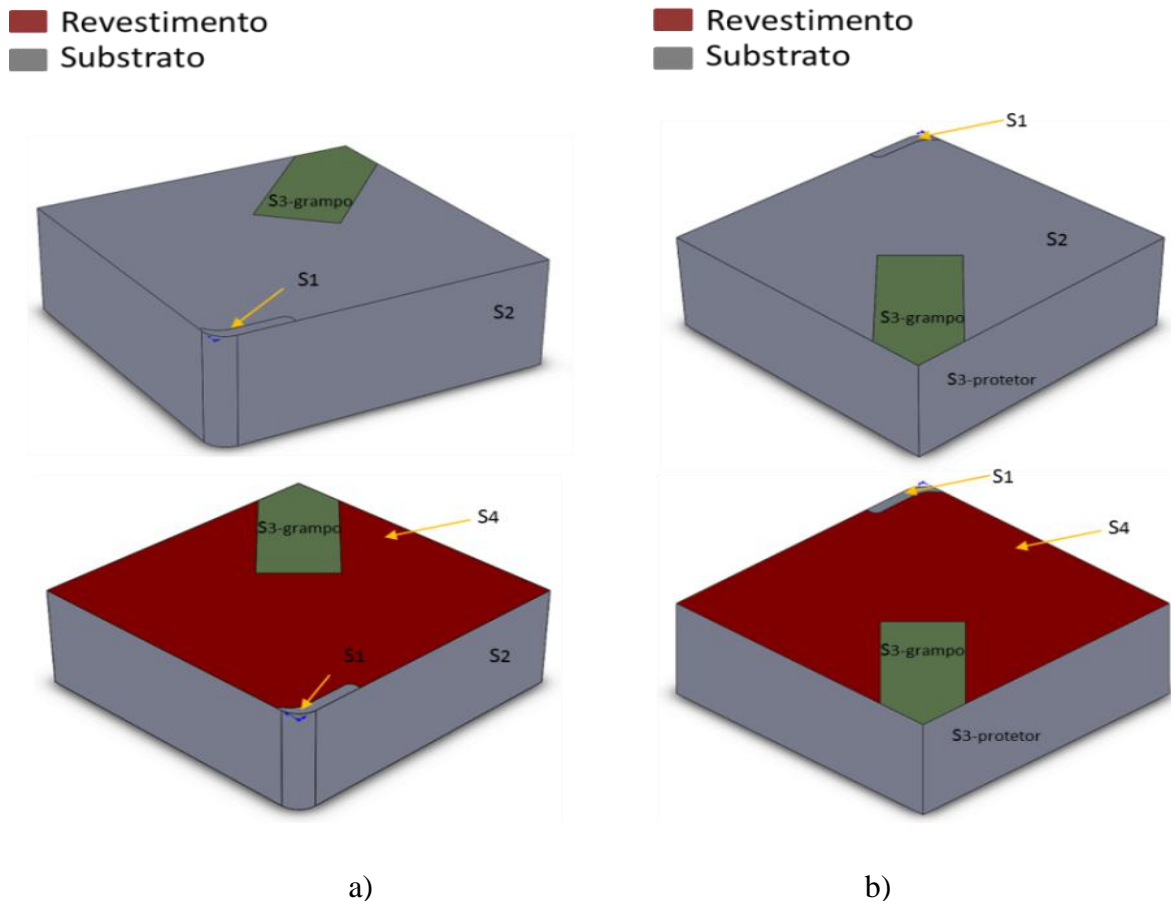 Revestimento
Substrato
Revestimento
Substrato
S3-grampo
S1
S2
S1
S2
S3-grampo
S3-protetor
S3-grampo
S4
S1
S2
S1
S4
S3-grampo
S3-protetor
a)
b)